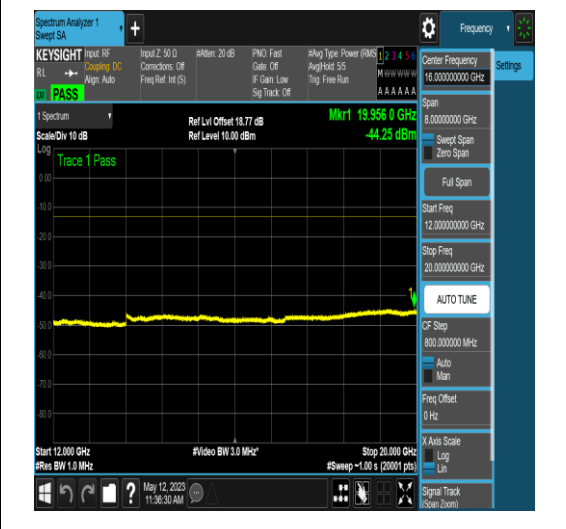 Spectrum Analyzer 1
Swept SA
+
Frequency
KEYSIGHT
RL
Input: RF
Coupling: DC
Align: Auto
Input Z: 50 Ω
Corrections: Off
Freq Ref: Int (S)
#Atten: 20 dB
PNO: Fast
Gate: Off
IF Gain: Low
Sig Track: Off
#Avg Type: Power (RMS
Avg|Hold: 5/5
Trig: Free Run
1 2 3 4 5 6
M w w w w w
A A A A A A
PASS
Center Frequency
16.000000000 GHz
Settings
Span
8.00000000 GHz
Swept Span
Zero Span
Full Span
Start Freq
12.000000000 GHz
Stop Freq
20.000000000 GHz
AUTO TUNE
CF Step
800.000000 MHz
Auto
Man
Freq Offset
0 Hz
X Axis Scale
Log
Lin
Signal Track
(Span Zoom)
1 Spectrum
Scale/Div 10 dB
Ref Lvl Offset 18.77 dB
Ref Level 10.00 dBm
Mkr1 19.956 0 GHz
-44.25 dBm
Log
Trace 1 Pass
0.00
-10.0
-20.0
-30.0
-40.0
-50.0
-60.0
-70.0
-80.0
1
Start 12.000 GHz
#Res BW 1.0 MHz
#Video BW 3.0 MHz*
Stop 20.000 GHz
#Sweep ~1.00 s (20001 pts)
?
May 12, 2023
11:36:30 AM